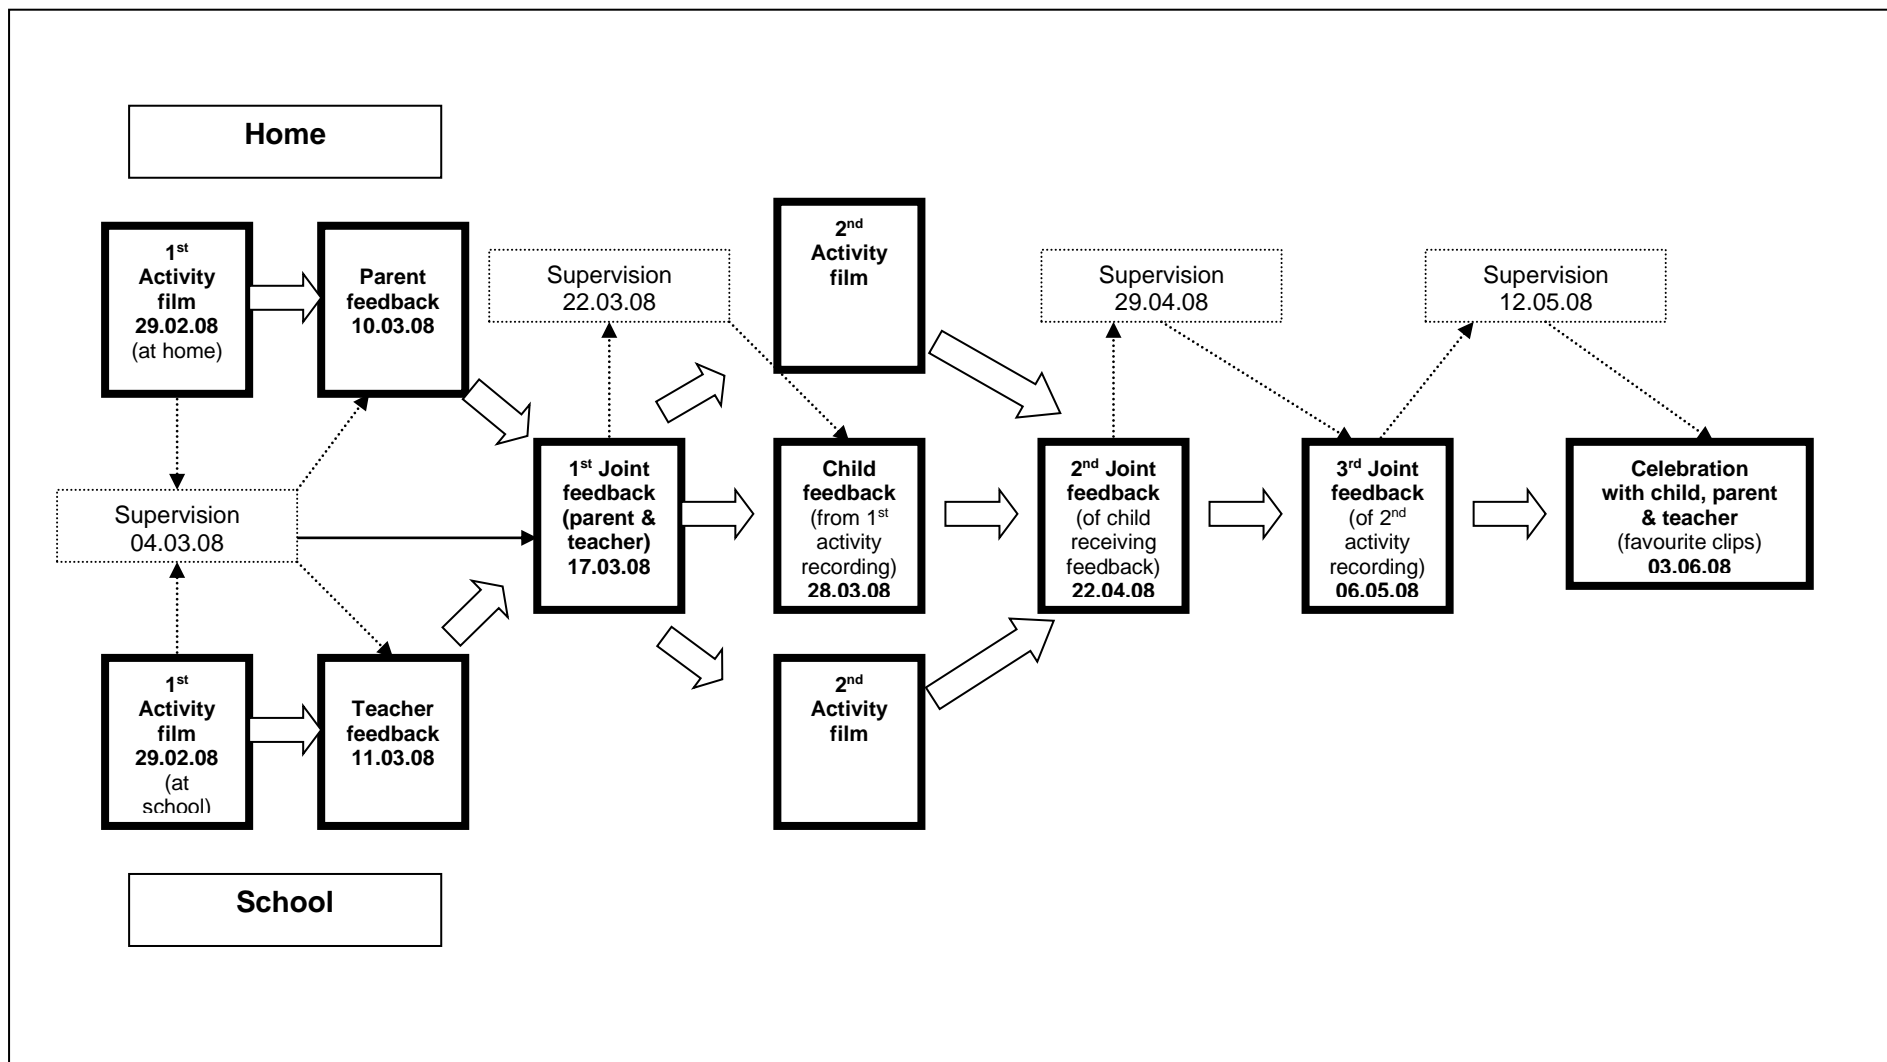 Home
1st
Activity
film
29.02.08
(at home)
Parent
feedback
10.03.08
Supervision
22.03.08
2nd
Activity
film
Supervision
29.04.08
Supervision
12.05.08
Supervision
04.03.08
1st Joint
feedback
(parent &
teacher)
17.03.08
Child
feedback
(from 1st
activity
recording)
28.03.08
2nd Joint
feedback
(of child
receiving
feedback)
22.04.08
3rd Joint
feedback
(of 2nd
activity
recording)
06.05.08
Celebration
with child, parent
& teacher
(favourite clips)
03.06.08
1st
Activity
film
29.02.08
(at
school)
Teacher
feedback
11.03.08
2nd
Activity
film
School